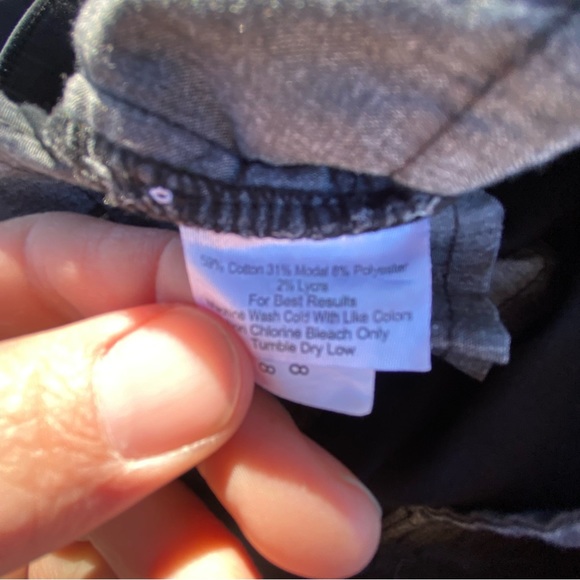 59% Cotton 31% Modal 8% Polyester
2% Lycra
For Best Results
Wash Cold With Like Colors
Chlorine Bleach Only
Tumble Dry Low